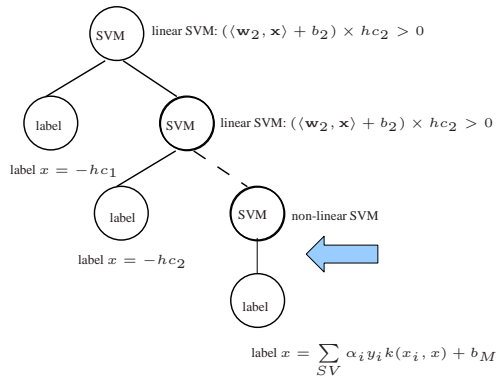 SVM linear SVM: (⟨w₂, x⟩ + b₂) × hc₂ > 0
label SVM linear SVM: (⟨w₂, x⟩ + b₂) × hc₂ > 0
label x = −hc₁
label SVM non-linear SVM
label x = −hc₂
label
label x = ∑_{SV} αᵢyᵢk(xᵢ, x) + b_M